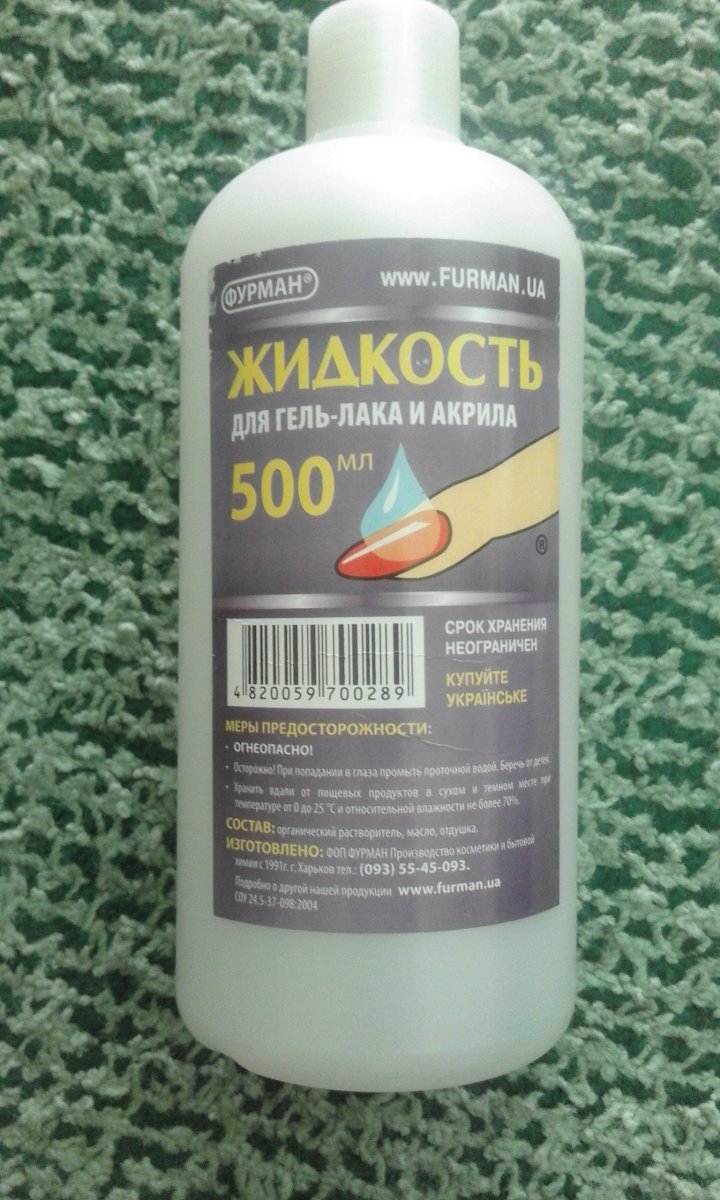 ФУРМАН®
www.FURMAN.UA
ЖИДКОСТЬ
ДЛЯ ГЕЛЬ-ЛАКА И АКРИЛА
500 МЛ
®
СРОК ХРАНЕНИЯ
НЕОГРАНИЧЕН
КУПУЙТЕ
УКРАЇНСЬКЕ
4 820059 700289
МЕРЫ ПРЕДОСТОРОЖНОСТИ:
• ОГНЕОПАСНО!
• Осторожно! При попадании в глаза промыть проточной водой. Беречь от детей.
• Хранить вдали от пищевых продуктов в сухом и темном месте при
температуре от 0 до 25 °С и относительной влажности не более 70%.
СОСТАВ: органический растворитель, масло, отдушка.
ИЗГОТОВЛЕНО: ФОП ФУРМАН Производство косметики и бытовой
химии с 1991г. г. Харьков тел.: (093) 55-45-093.
Подробно о другой нашей продукции www.furman.ua
СОУ 24.5-37-098:2004